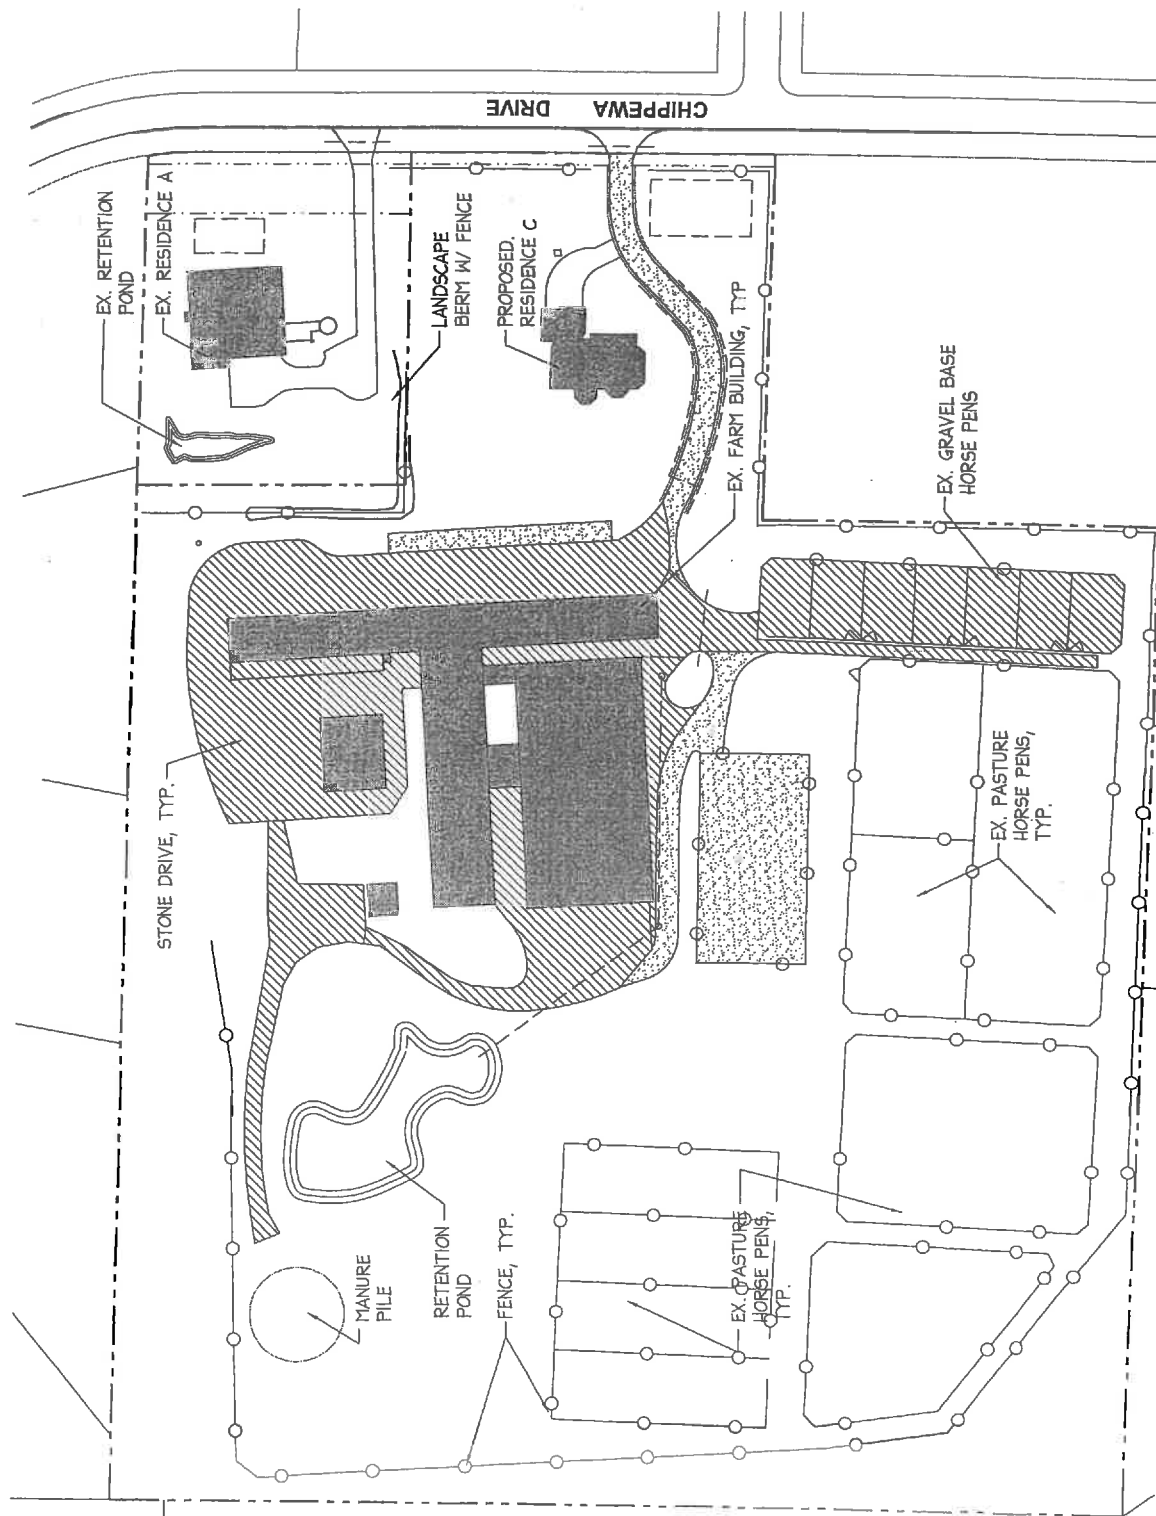 CHIPPEWA DRIVE
EX. RETENTION
POND
EX. RESIDENCE A
LANDSCAPE
BERM W/ FENCE
PROPOSED.
RESIDENCE C
EX. FARM BUILDING, TYP
EX. GRAVEL BASE
HORSE PENS
STONE DRIVE, TYP.
EX. PASTURE
HORSE PENS,
TYP.
MANURE
PILE
RETENTION
POND
FENCE, TYP.
EX. PASTURE
HORSE PENS,
TYP.